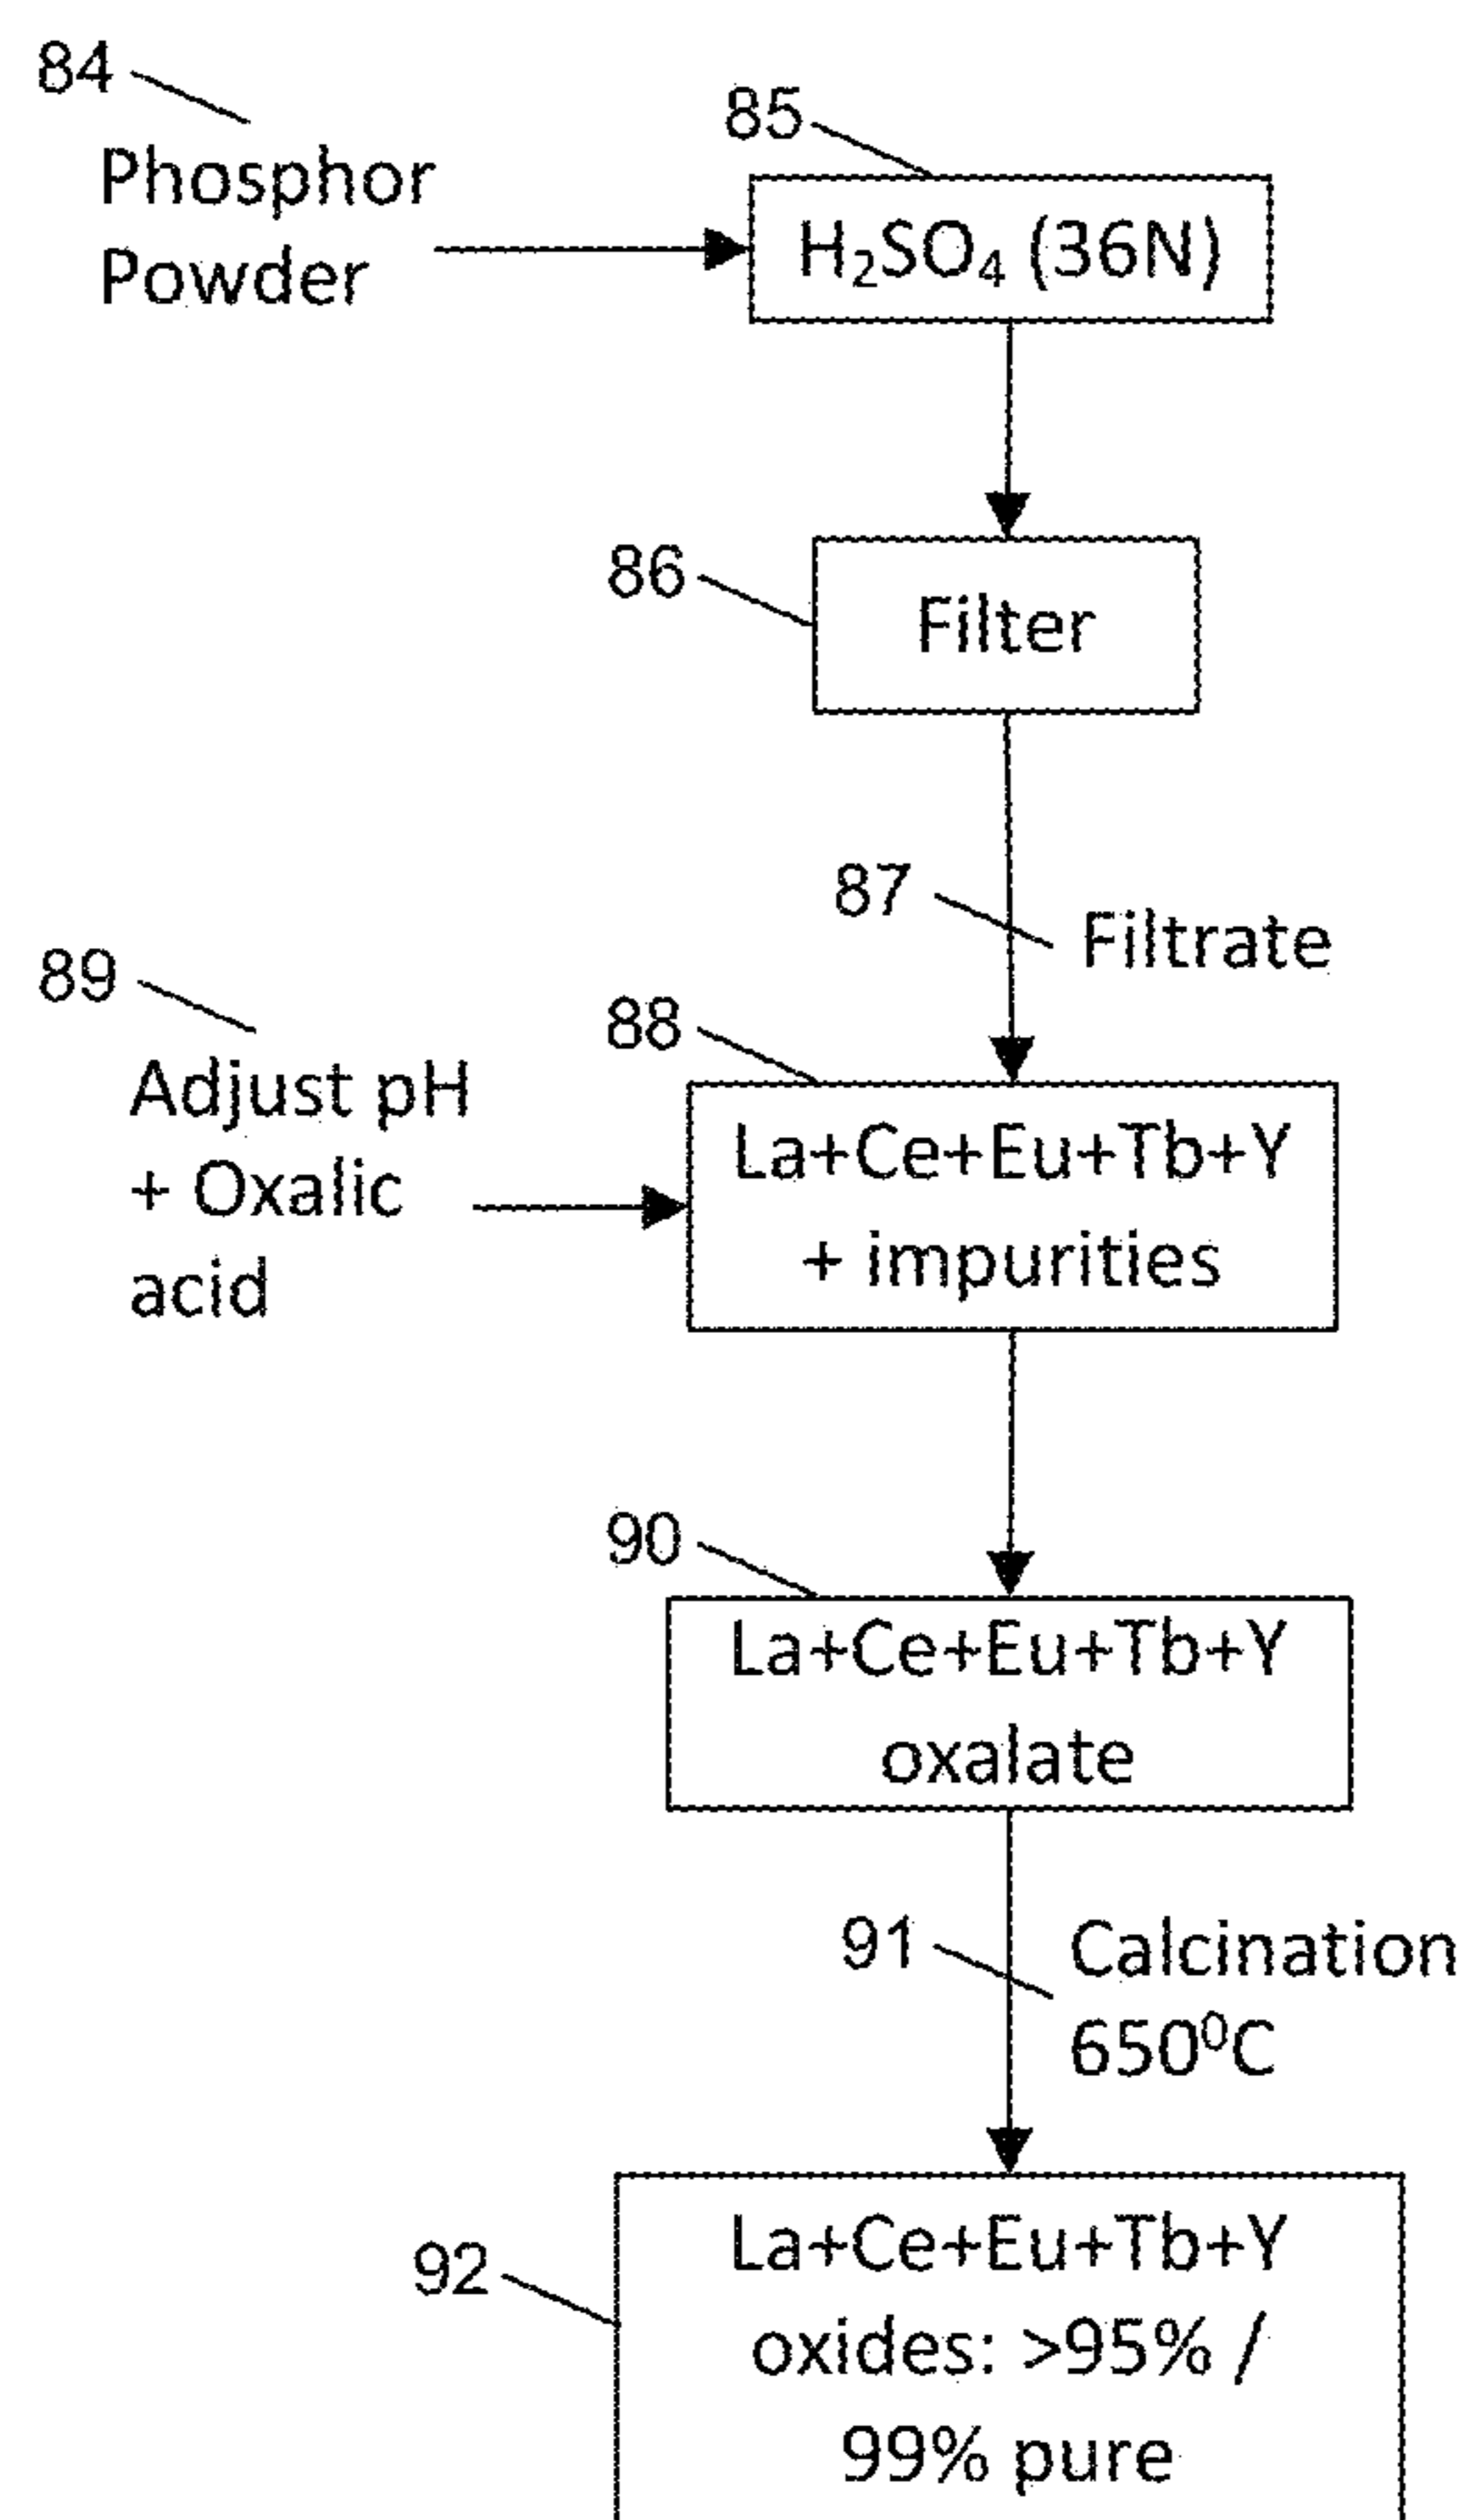 84
Phosphor
Powder
85
H₂SO₄ (36N)
86
Filter
87
Filtrate
89
Adjust pH
+ Oxalic
acid
88
La+Ce+Eu+Tb+Y
+ impurities
90
La+Ce+Eu+Tb+Y
oxalate
91
Calcination
650⁰C
92
La+Ce+Eu+Tb+Y
oxides: >95% /
99% pure